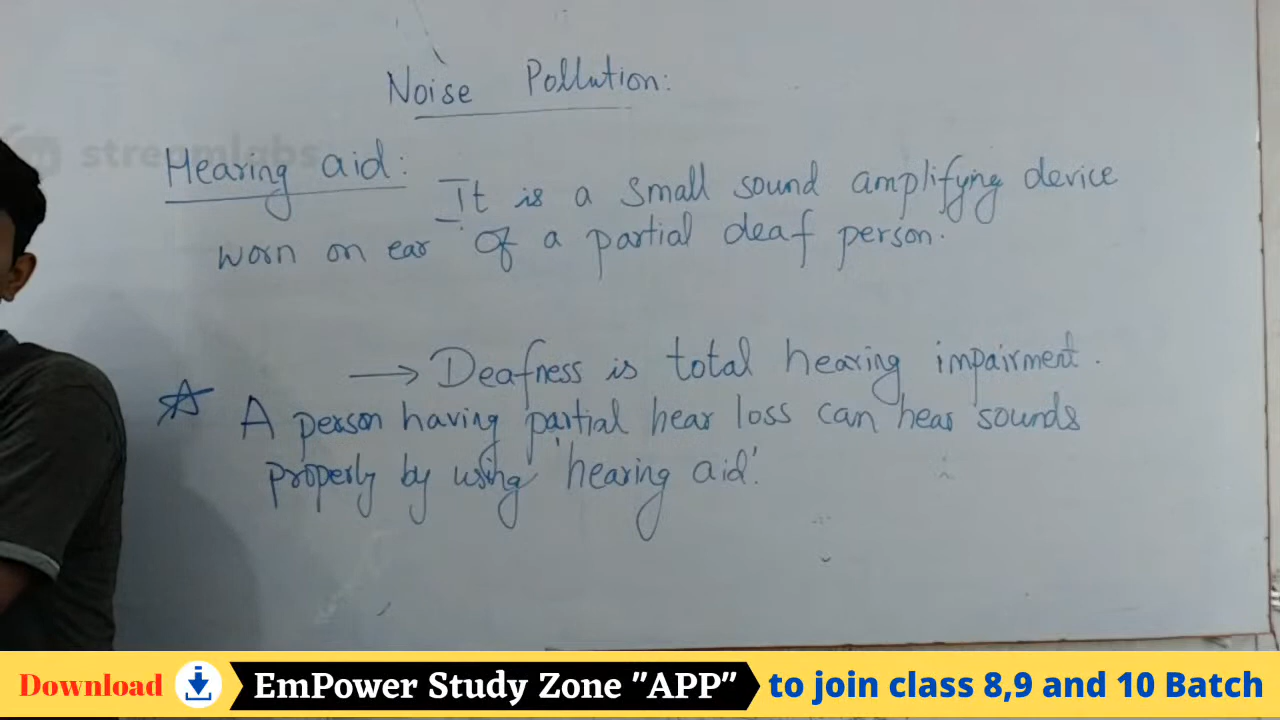 Noise Pollution:
streamlabs
Hearing aid:
It is a small sound amplifying device
worn on ear of a partial deaf person.
→ Deafness is total hearing impairment.
☆ A person having partial hear loss can hear sounds
properly by using 'hearing aid'.
Download EmPower Study Zone "APP" to join class 8,9 and 10 Batch